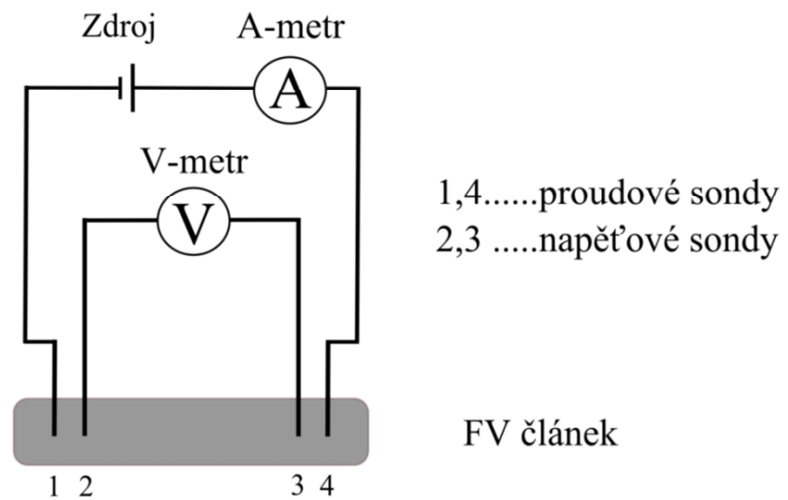 Zdroj A-metr
A
V-metr
V
1,4......proudové sondy
2,3 .....napěťové sondy
FV článek
1 2 3 4